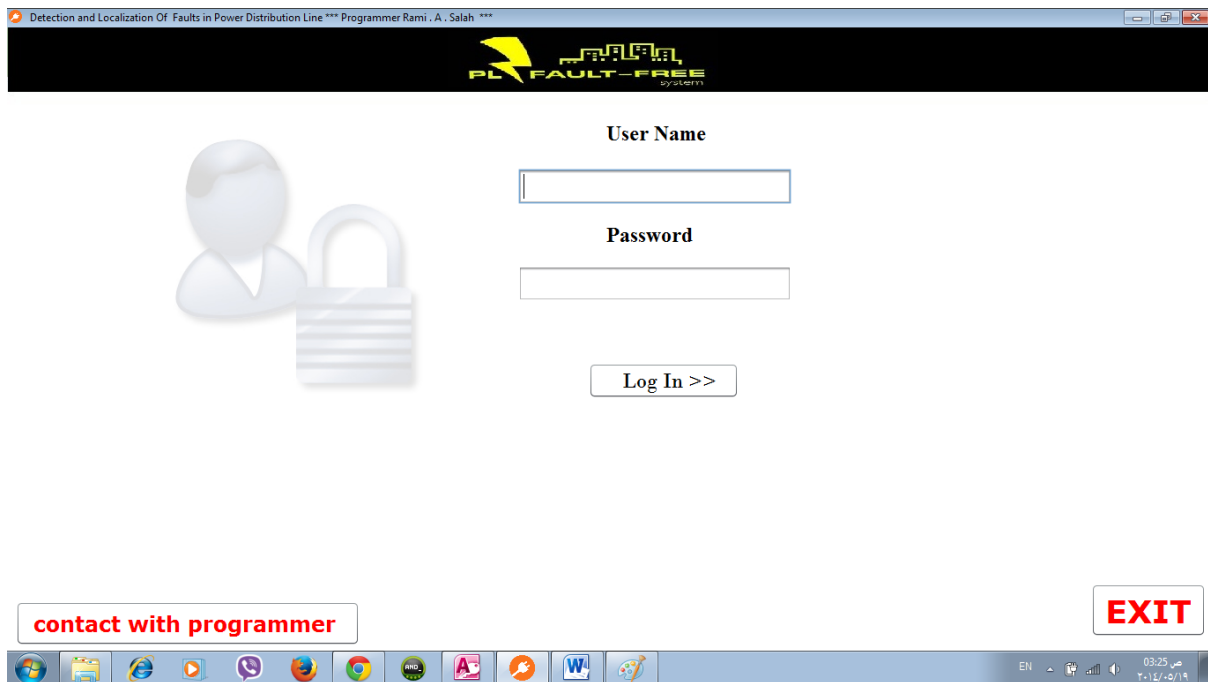 Detection and Localization Of Faults in Power Distribution Line *** Programmer Rami . A . Salah ***
PL FAULT-FREE
system
User Name
Password
Log In >>
contact with programmer
EXIT
EN
03:25 ص
٢٠١٤/٠٥/١٩